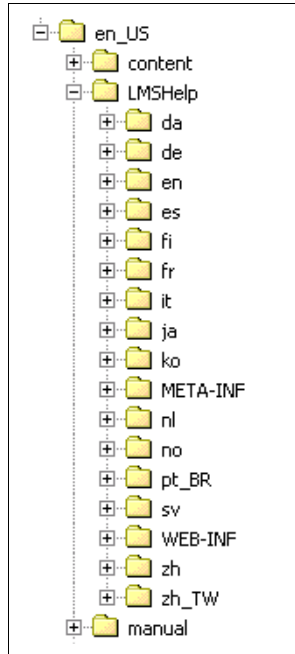 en_US
content
LMSHelp
da
de
en
es
fi
fr
it
ja
ko
META-INF
nl
no
pt_BR
sv
WEB-INF
zh
zh_TW
manual